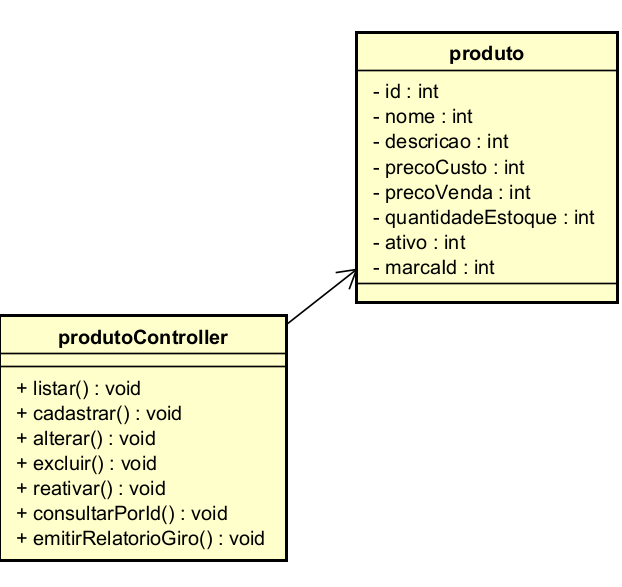 produto
- id : int
- nome : int
- descricao : int
- precoCusto : int
- precoVenda : int
- quantidadeEstoque : int
- ativo : int
- marcaId : int
produtoController
+ listar() : void
+ cadastrar() : void
+ alterar() : void
+ excluir() : void
+ reativar() : void
+ consultarPorId() : void
+ emitirRelatorioGiro() : void